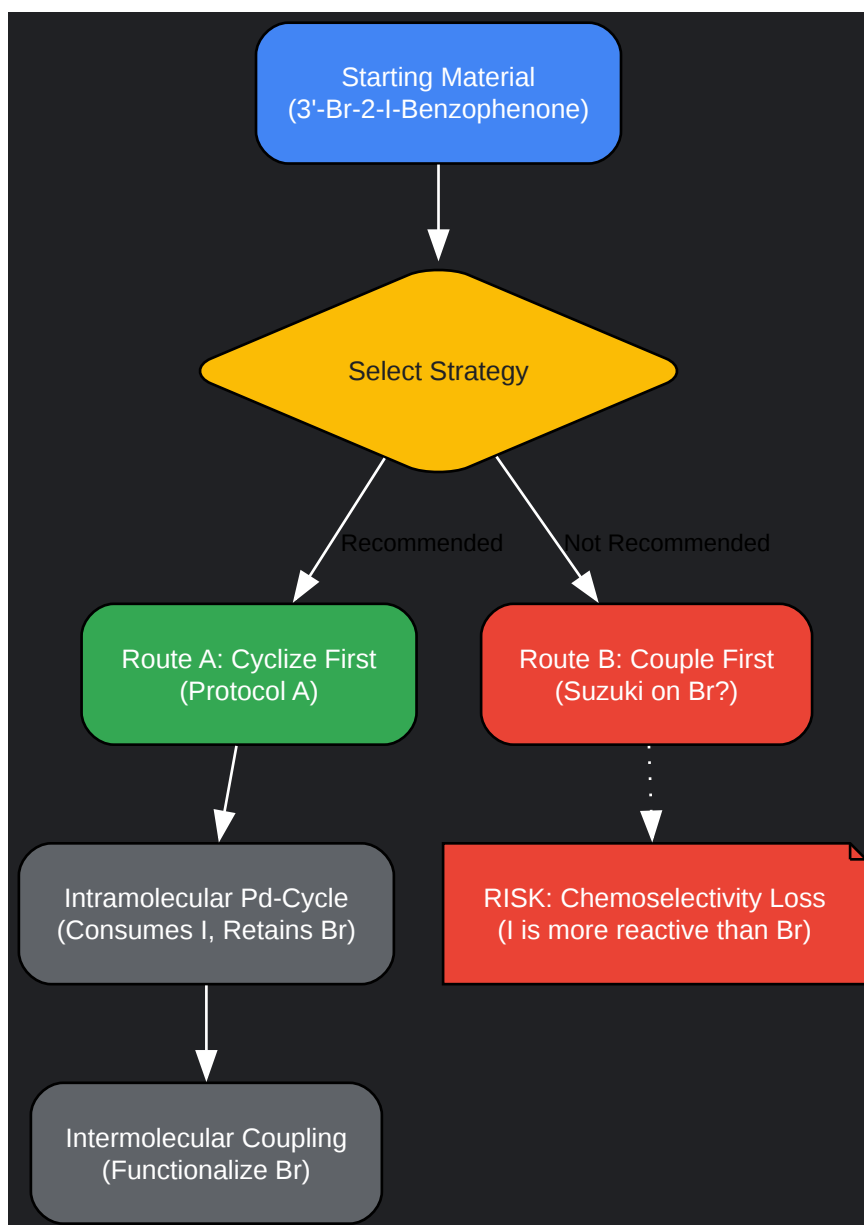 Starting Material
(3'-Br-2-I-Benzophenone)
Select Strategy
Recommended
Not Recommended
Route A: Cyclize First
(Protocol A)
Route B: Couple First
(Suzuki on Br?)
Intramolecular Pd-Cycle
(Consumes I, Retains Br)
RISK: Chemoselectivity Loss
(I is more reactive than Br)
Intermolecular Coupling
(Functionalize Br)